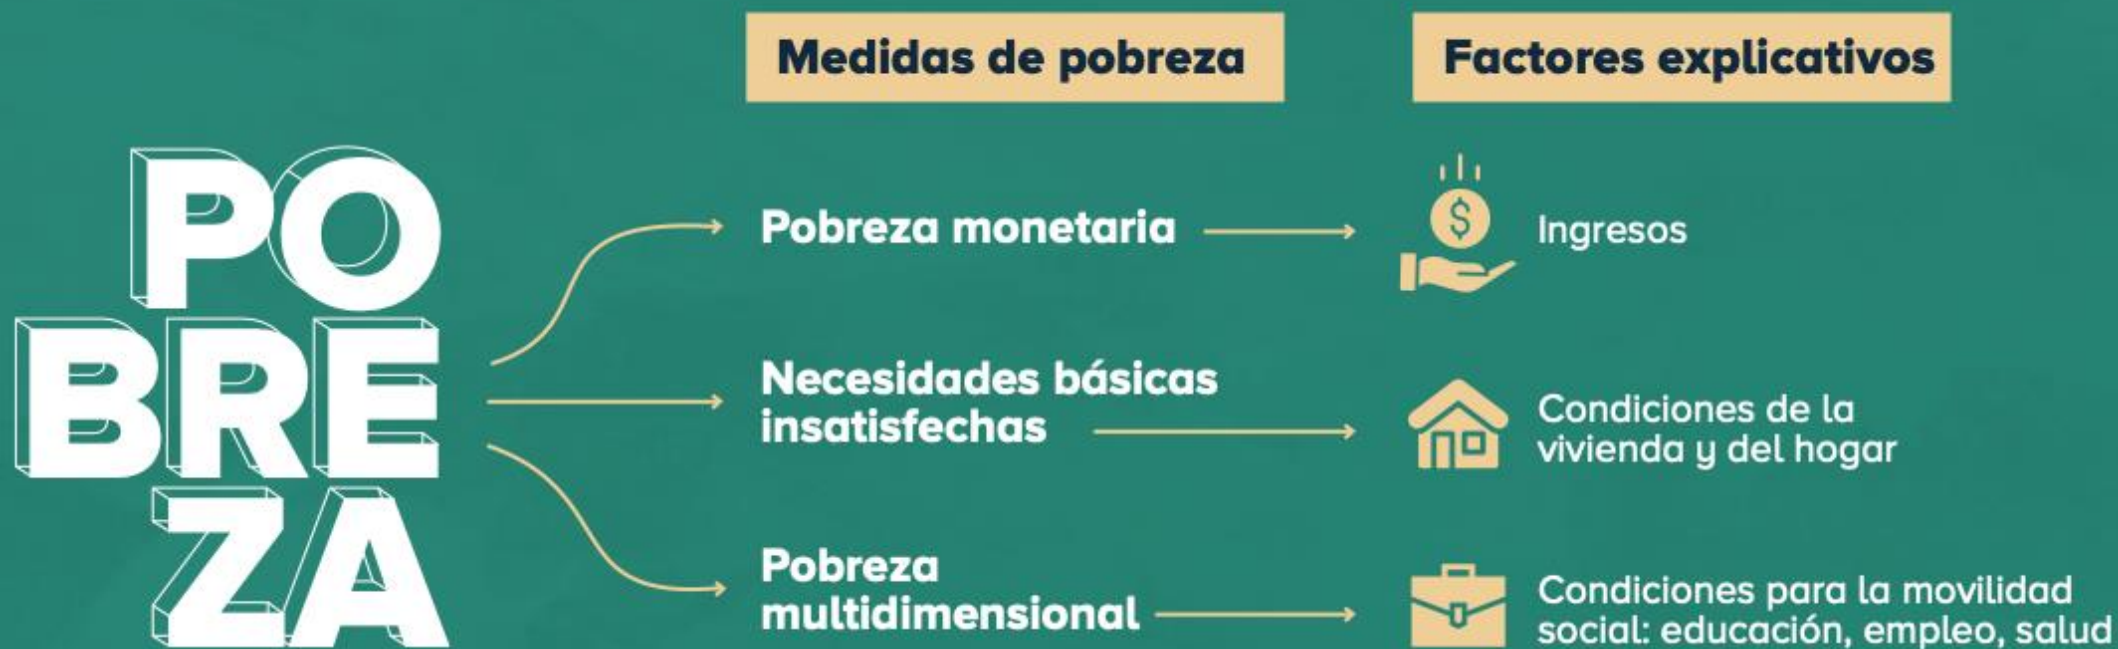 Medidas de pobreza
Factores explicativos
PO
BRE
ZA
Pobreza monetaria
$
Ingresos
Necesidades básicas
insatisfechas
Condiciones de la
vivienda y del hogar
Pobreza
multidimensional
Condiciones para la movilidad
social: educación, empleo, salud